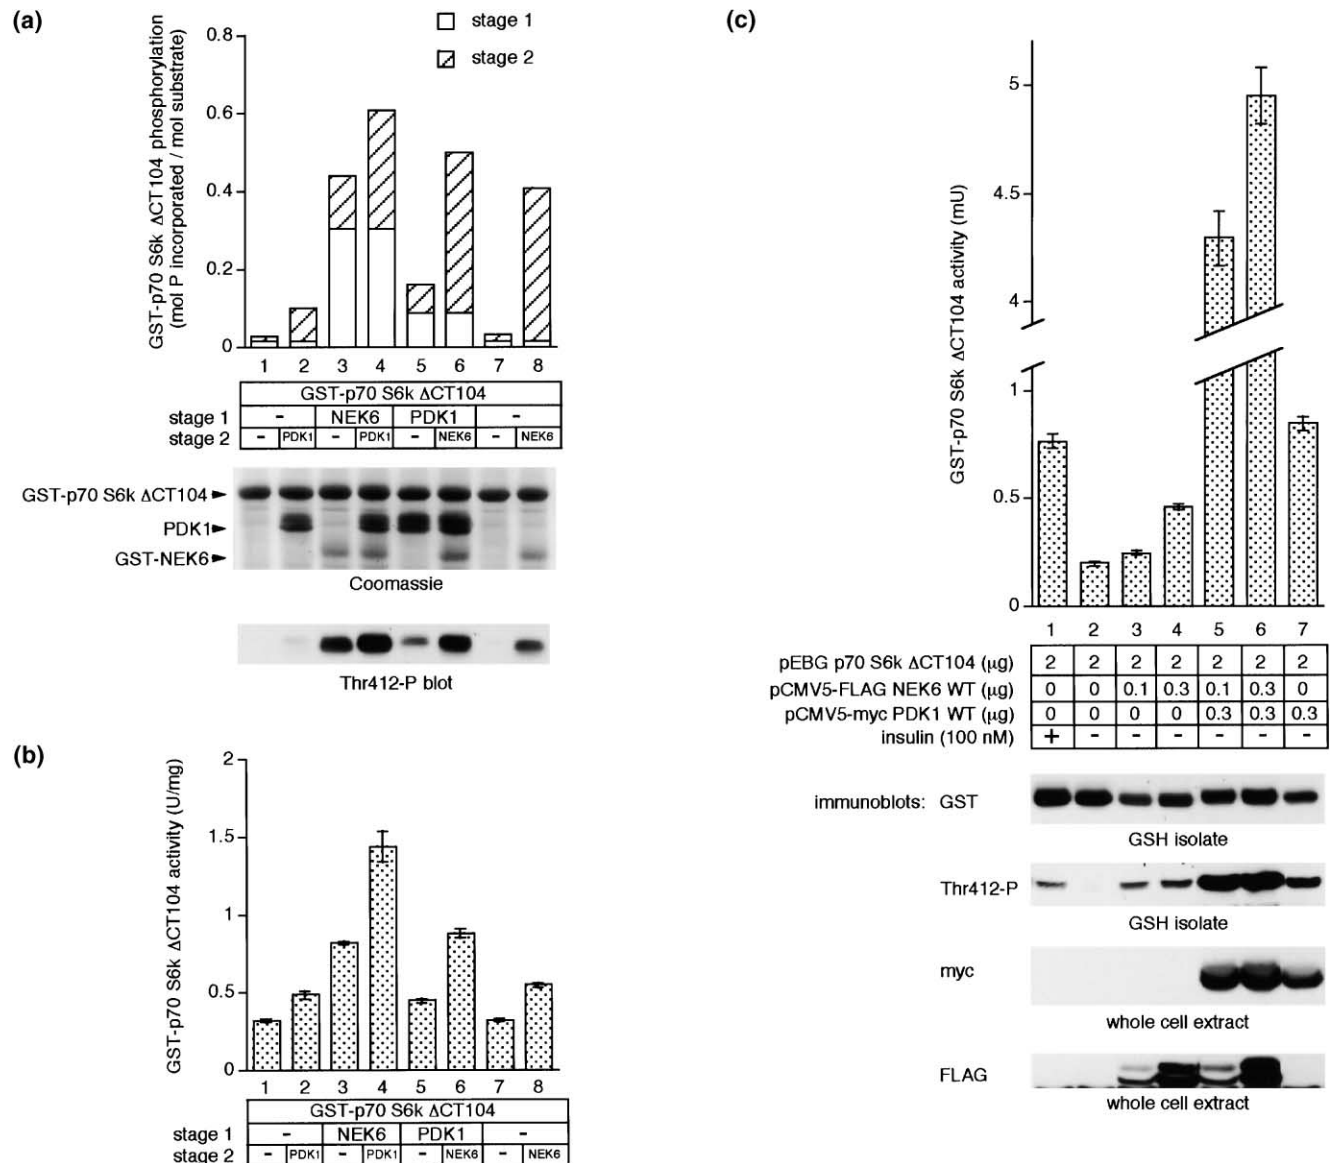 (a)
stage 1
stage 2
GST-p70 S6k ΔCT104 phosphorylation
(mol P incorporated / mol substrate)
0.8
0.6
0.4
0.2
0
1 2 3 4 5 6 7 8
GST-p70 S6k ΔCT104
stage 1 - NEK6 PDK1 -
stage 2 - PDK1 - PDK1 - NEK6 - NEK6
GST-p70 S6k ΔCT104
PDK1
GST-NEK6
Coomassie
Thr412-P blot
(b)
GST-p70 S6k ΔCT104 activity (U/mg)
2
1.5
1
0.5
0
1 2 3 4 5 6 7 8
GST-p70 S6k ΔCT104
stage 1 - NEK6 PDK1 -
stage 2 - PDK1 - PDK1 - NEK6 - NEK6
(c)
GST-p70 S6k ΔCT104 activity (mU)
5
4.5
4
1
0.5
0
1 2 3 4 5 6 7
pEBG p70 S6k ΔCT104 (μg) 2 2 2 2 2 2 2
pCMV5-FLAG NEK6 WT (μg) 0 0 0.1 0.3 0.1 0.3 0
pCMV5-myc PDK1 WT (μg) 0 0 0 0 0.3 0.3 0.3
insulin (100 nM) + - - - - - -
immunoblots: GST
GSH isolate
Thr412-P
GSH isolate
myc
whole cell extract
FLAG
whole cell extract